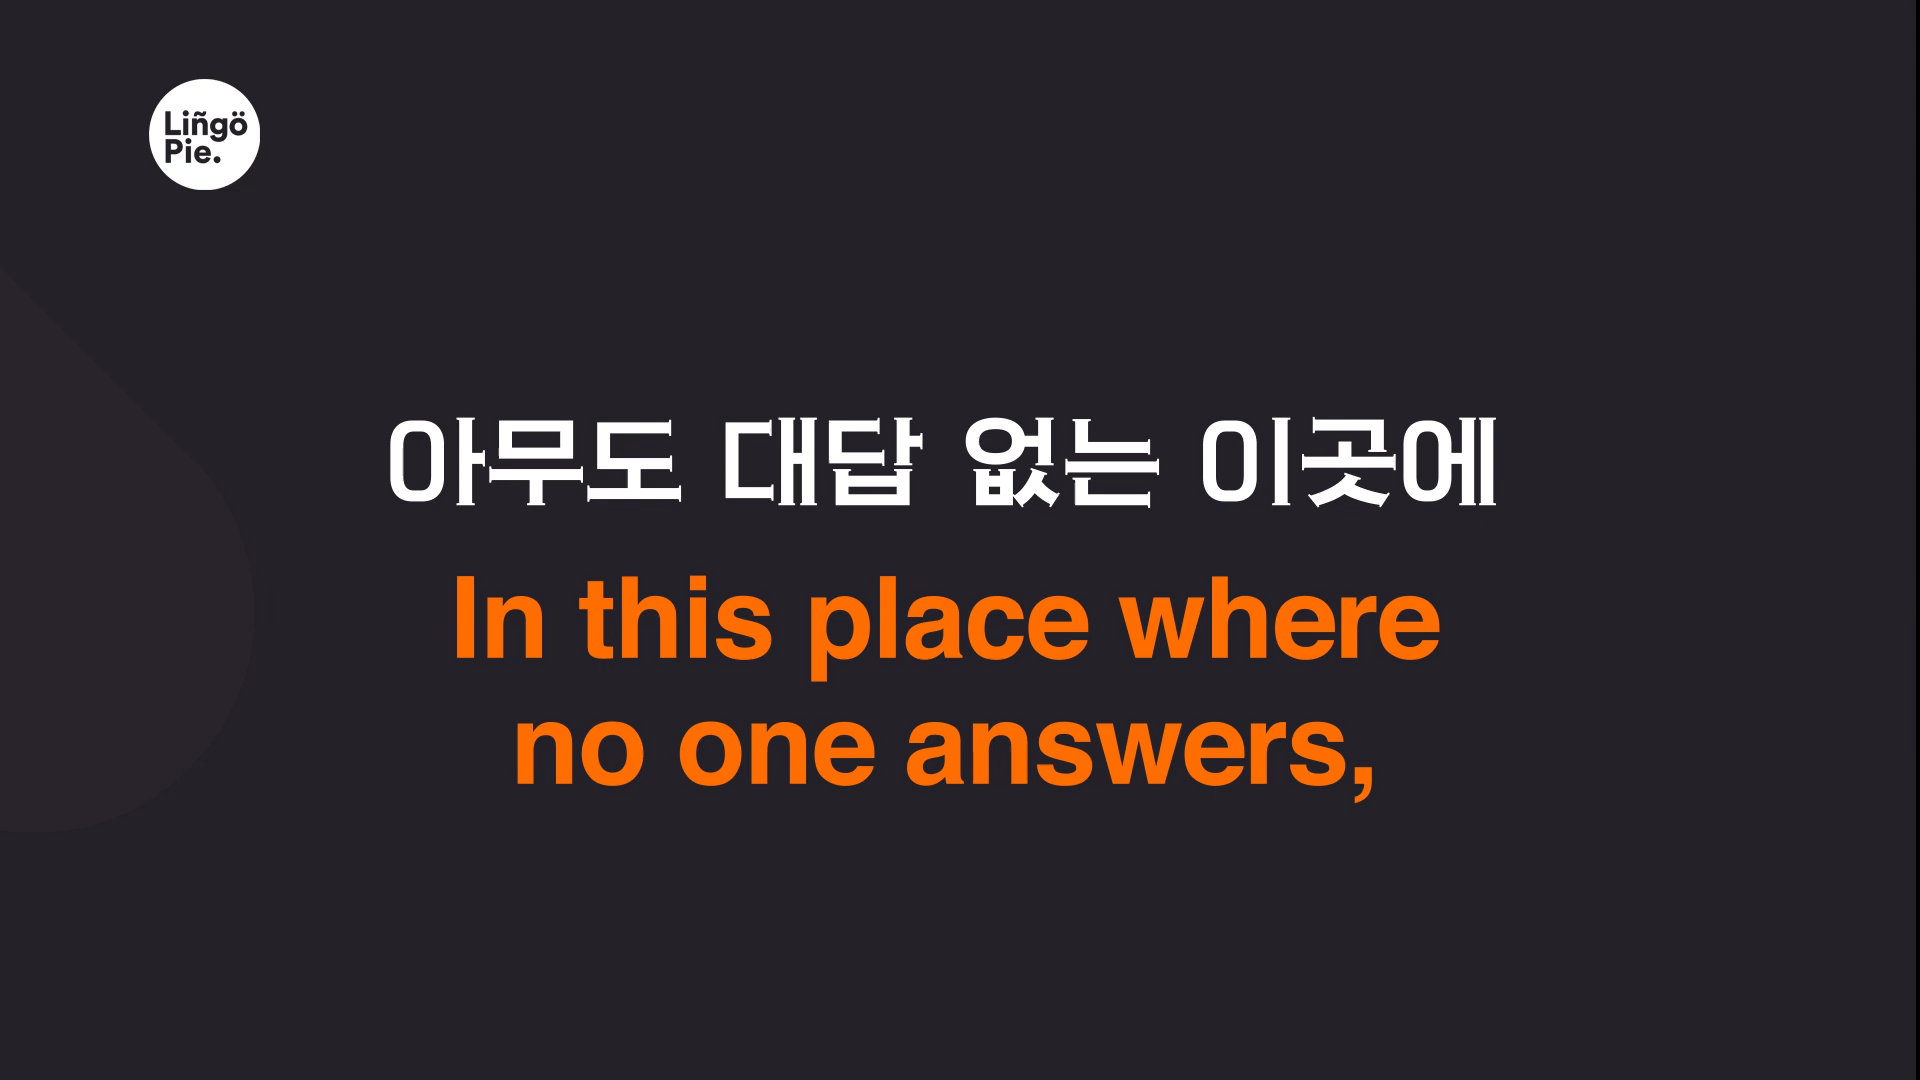 Liñgö
Pie.
아무도 대답 없는 이곳에
In this place where
no one answers,